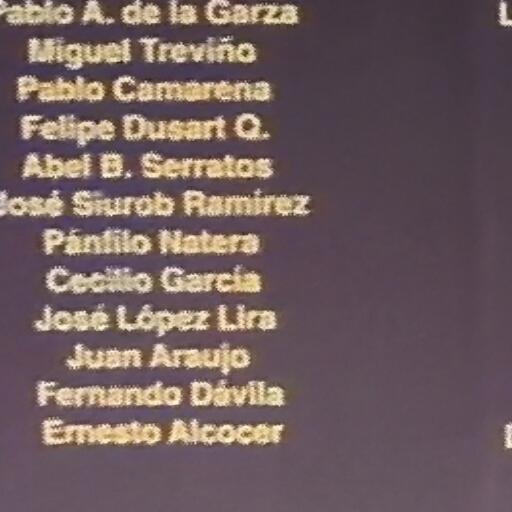 Pablo A. de la Garza
Miguel Treviño
Pablo Camarena
Felipe Dusart Q.
Abel B. Serratos
José Siurob Ramírez
Pánfilo Natera
Cecilio García
José López Lira
Juan Araujo
Fernando Dávila
Ernesto Alcocer